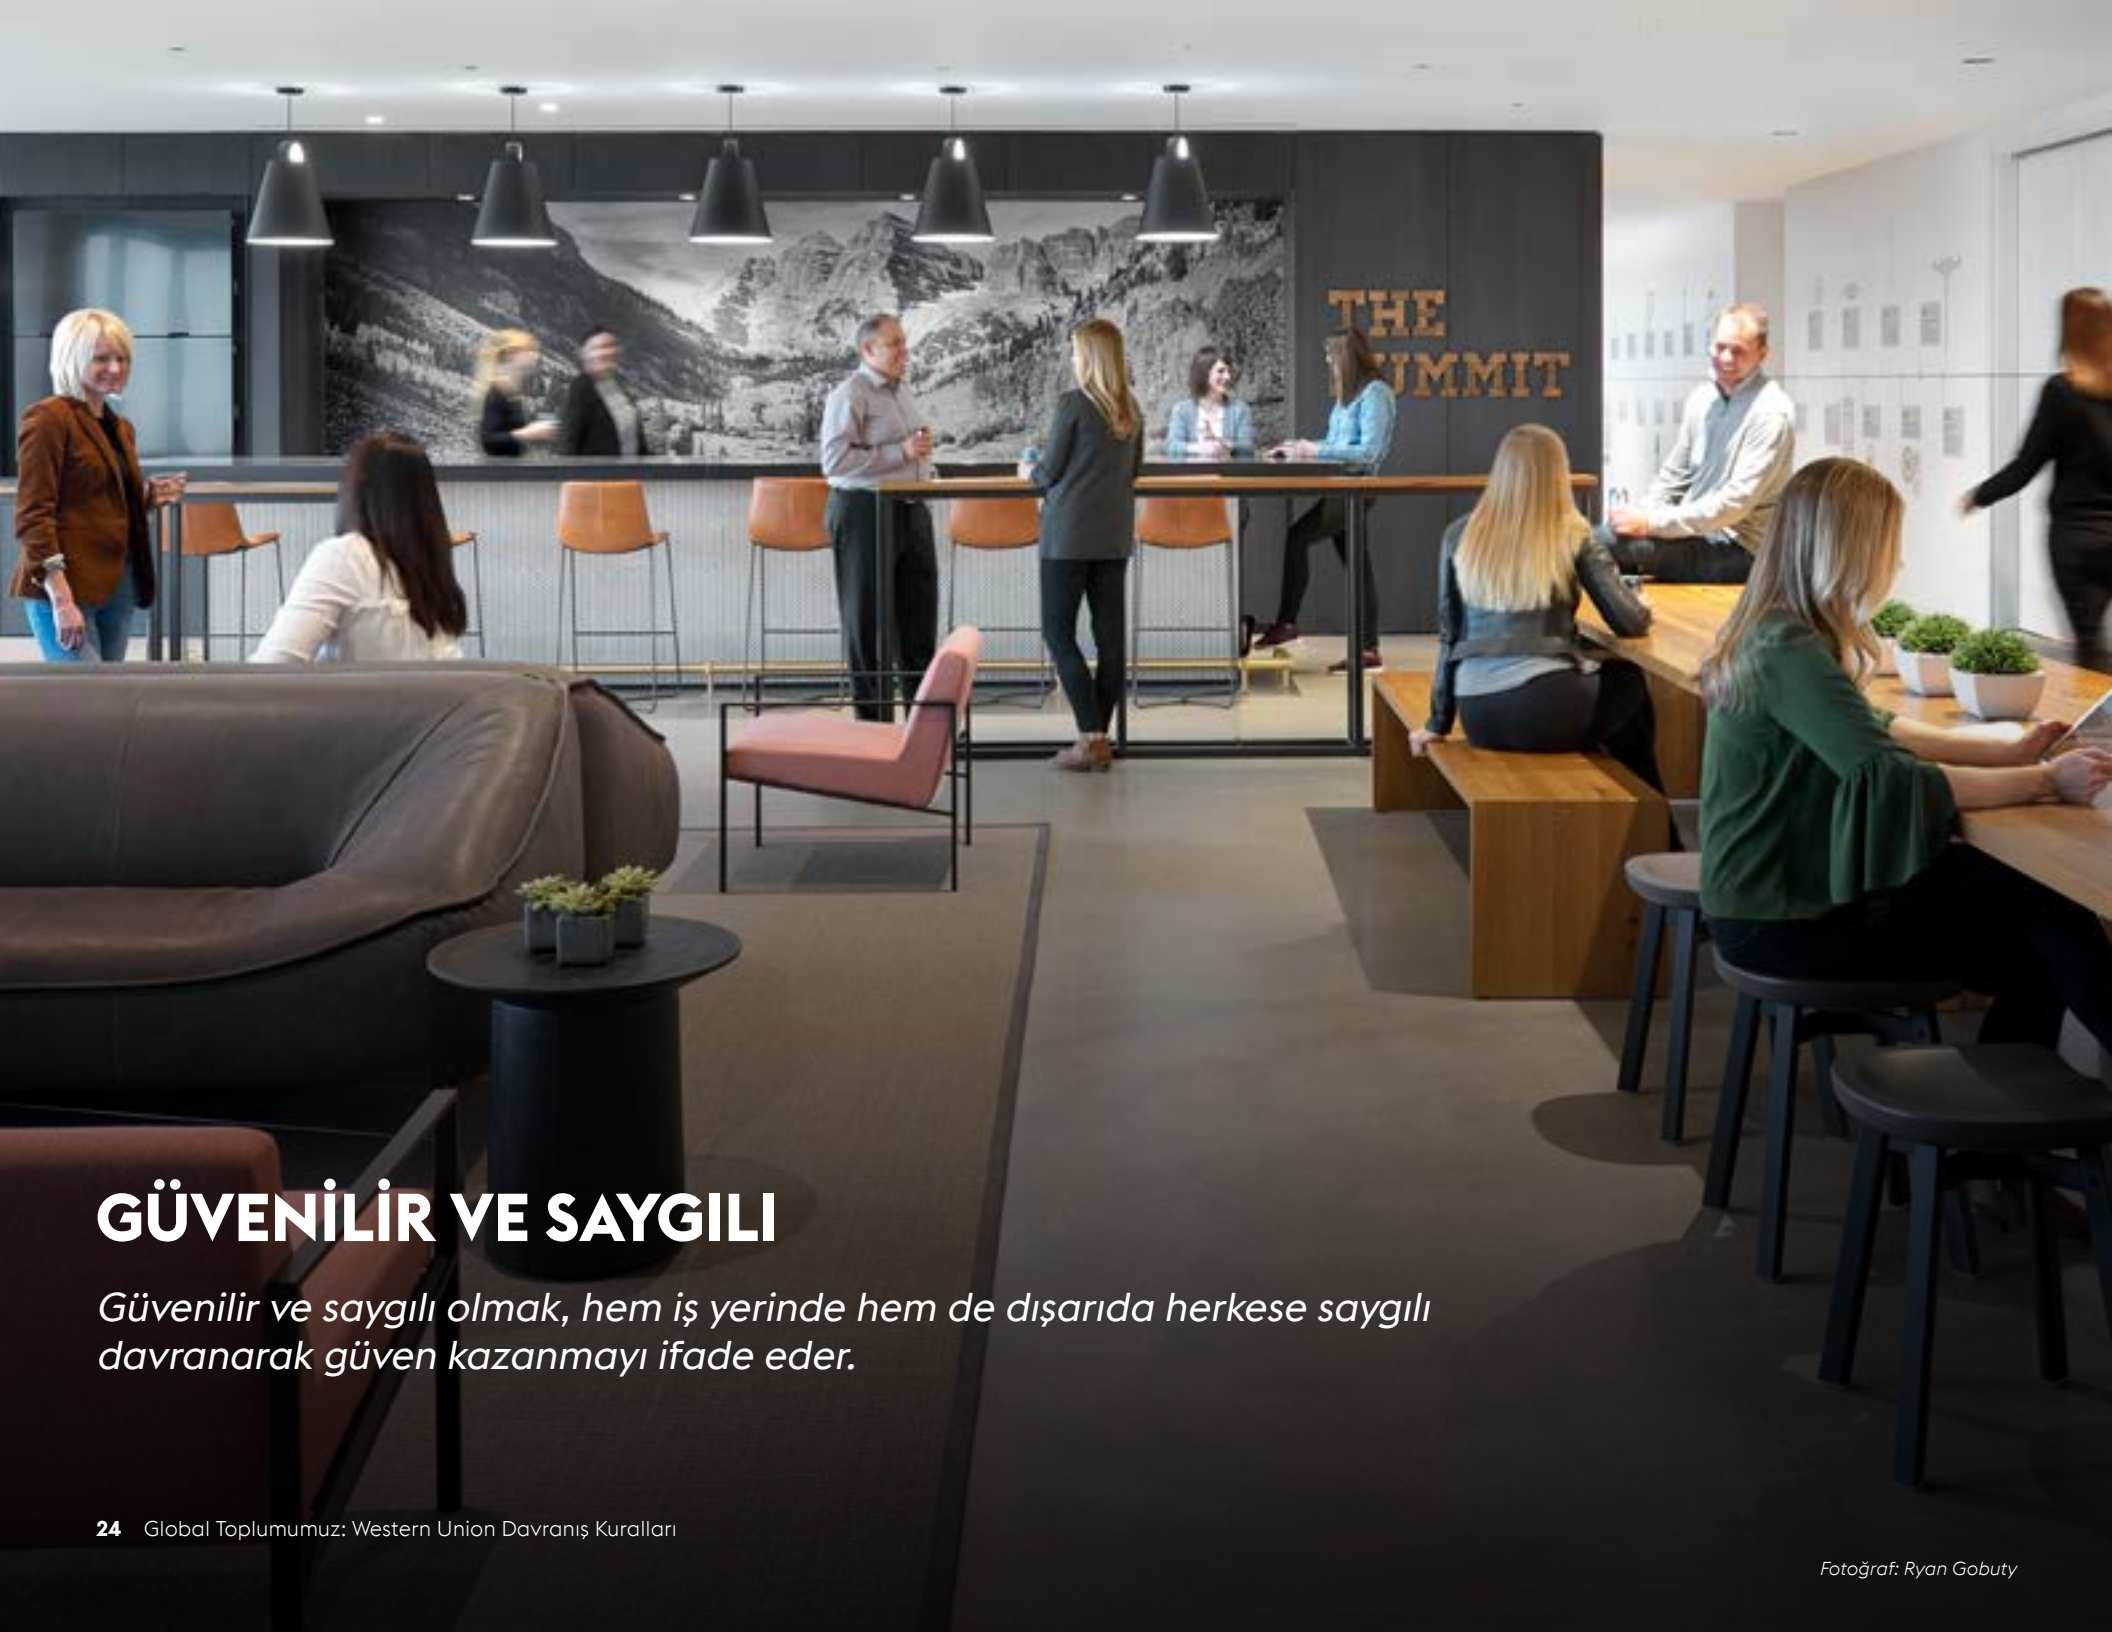 THE
SUMMIT
GÜVENİLİR VE SAYGILI
Güvenilir ve saygılı olmak, hem iş yerinde hem de dışarıda herkese saygılı
davranarak güven kazanmayı ifade eder.
24 Global Toplumumuz: Western Union Davranış Kuralları
Fotoğraf: Ryan Gobuty